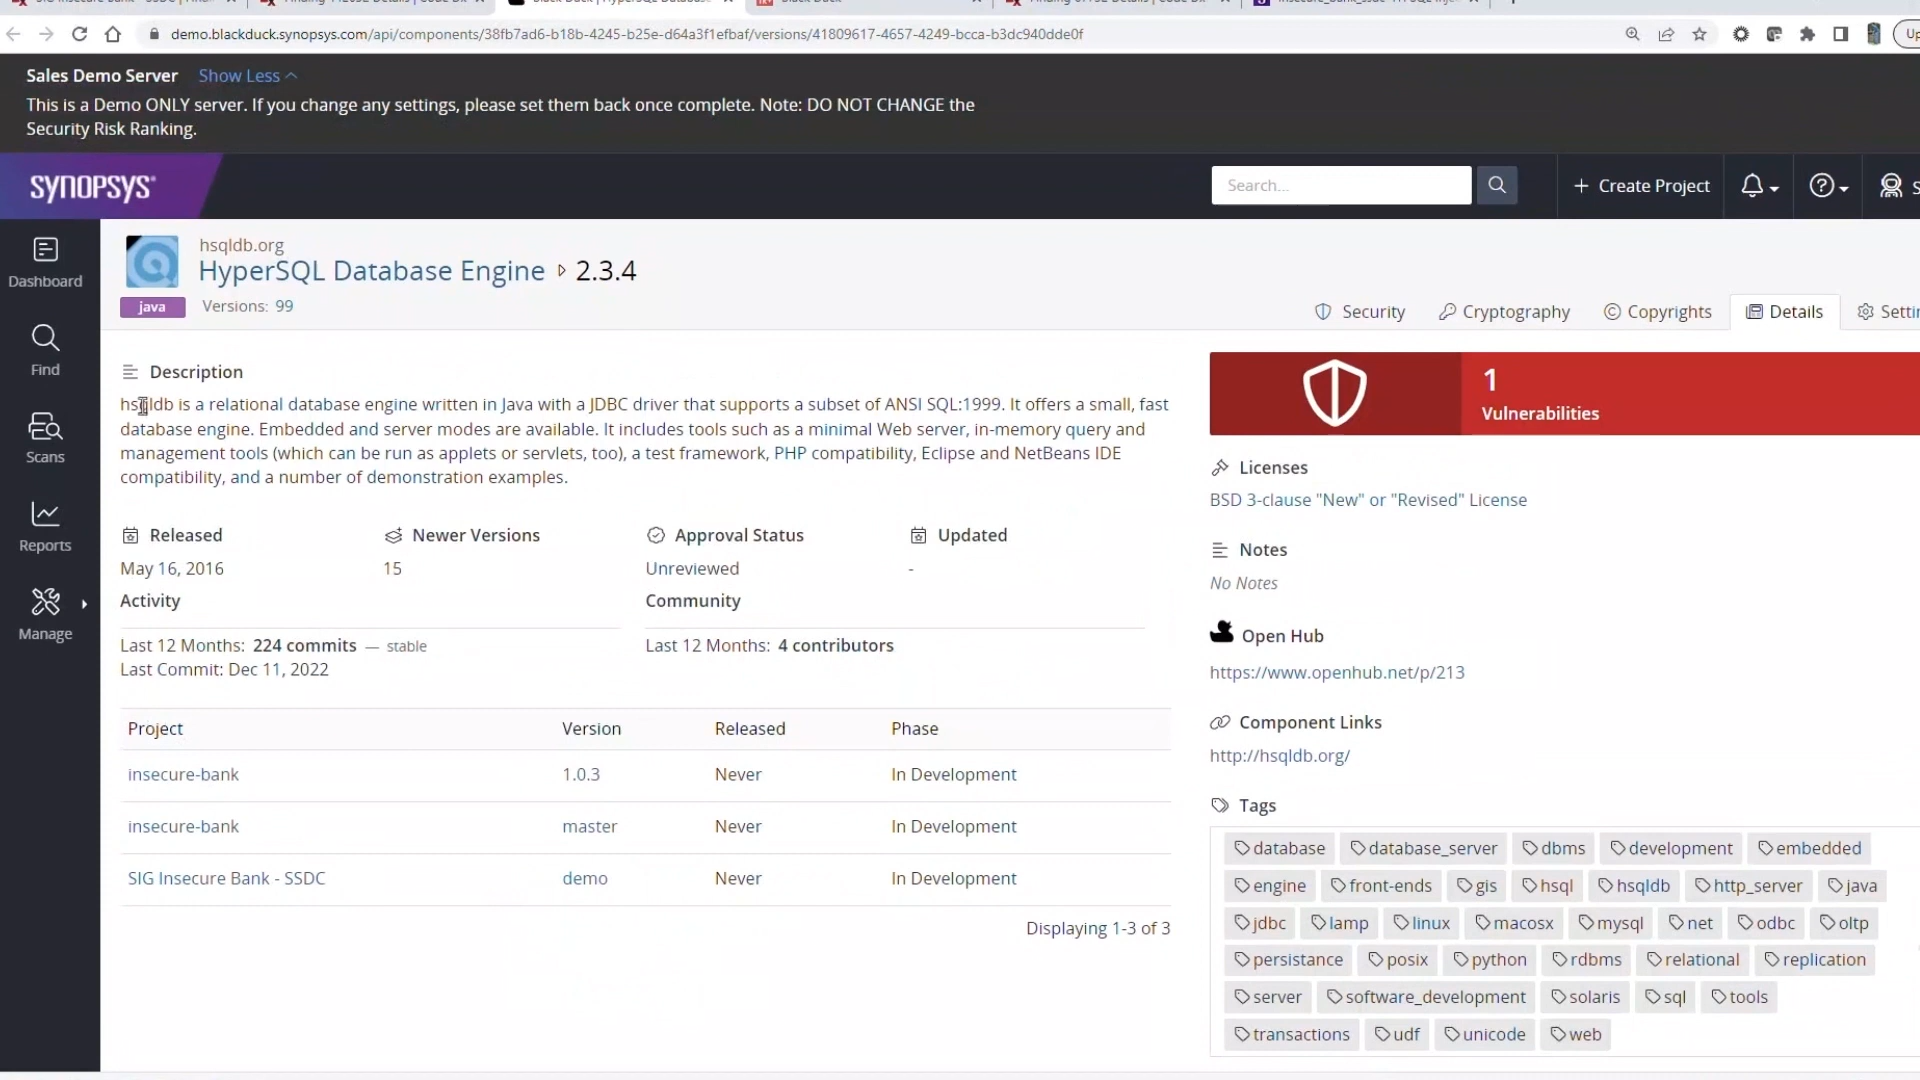 demo.blackduck.synopsys.com/api/components/38fb7ad6-b18b-4245-b25e-d64a3f1efbaf/versions/41809617-4657-4249-bcca-b3dc940dde0f
Up
Sales Demo Server Show Less
This is a Demo ONLY server. If you change any settings, please set them back once complete. Note: DO NOT CHANGE the
Security Risk Ranking.
SYNOPSYS
Search...
+ Create Project
S
Dashboard
Find
Scans
Reports
Manage
hsqldb.org
HyperSQL Database Engine 2.3.4
java Versions: 99
Security Cryptography Copyrights Details Settin
Description
hsqldb is a relational database engine written in Java with a JDBC driver that supports a subset of ANSI SQL:1999. It offers a small, fast
database engine. Embedded and server modes are available. It includes tools such as a minimal Web server, in-memory query and
management tools (which can be run as applets or servlets, too), a test framework, PHP compatibility, Eclipse and NetBeans IDE
compatibility, and a number of demonstration examples.
Released Newer Versions Approval Status Updated
May 16, 2016 15 Unreviewed -
Activity Community
Last 12 Months: 224 commits — stable Last 12 Months: 4 contributors
Last Commit: Dec 11, 2022
Project Version Released Phase
insecure-bank 1.0.3 Never In Development
insecure-bank master Never In Development
SIG Insecure Bank - SSDC demo Never In Development
Displaying 1-3 of 3
1
Vulnerabilities
Licenses
BSD 3-clause "New" or "Revised" License
Notes
No Notes
Open Hub
https://www.openhub.net/p/213
Component Links
http://hsqldb.org/
Tags
database database_server dbms development embedded
engine front-ends gis hsql hsqldb http_server java
jdbc lamp linux macosx mysql net odbc oltp
persistance posix python rdbms relational replication
server software_development solaris sql tools
transactions udf unicode web